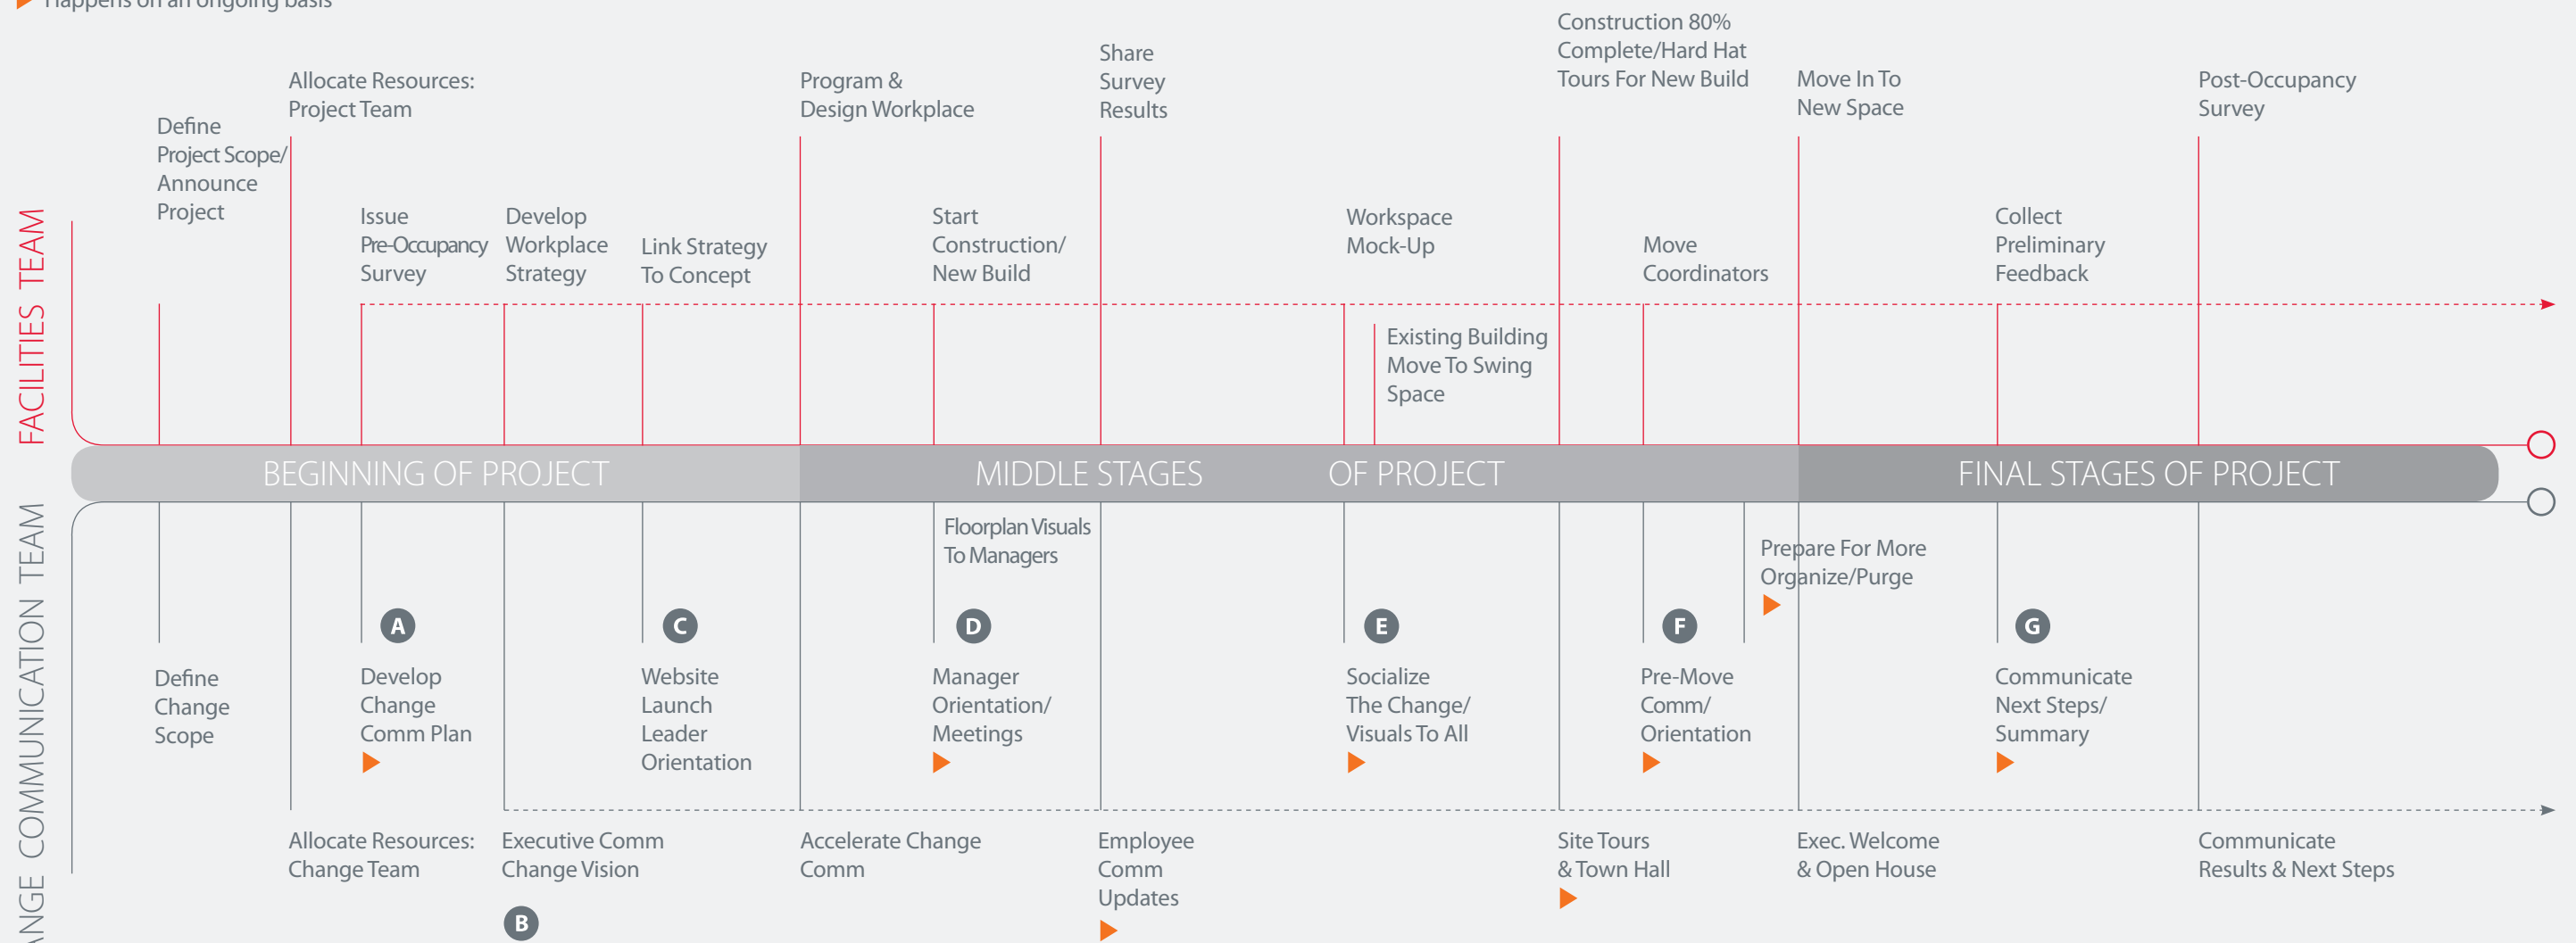 Happens on an ongoing basis
Define
Project Scope/
Announce
Project
Allocate Resources:
Project Team
Issue
Pre-Occupancy
Survey
Develop
Workplace
Strategy
Link Strategy
To Concept
Program &
Design Workplace
Start
Construction/
New Build
Share
Survey
Results
Workspace
Mock-Up
Existing Building
Move To Swing
Space
Construction 80%
Complete/Hard Hat
Tours For New Build
Move
Coordinators
Move In To
New Space
Collect
Preliminary
Feedback
Post-Occupancy
Survey
FACILITIES TEAM
BEGINNING OF PROJECT
MIDDLE STAGES OF PROJECT
FINAL STAGES OF PROJECT
ANGE COMMUNICATION TEAM
Define
Change
Scope
Allocate Resources:
Change Team
A
Develop
Change
Comm Plan
Executive Comm
Change Vision
B
C
Website
Launch
Leader
Orientation
Accelerate Change
Comm
Floorplan Visuals
To Managers
D
Manager
Orientation/
Meetings
Employee
Comm
Updates
E
Socialize
The Change/
Visuals To All
Site Tours
& Town Hall
F
Pre-Move
Comm/
Orientation
Prepare For More
Organize/Purge
Exec. Welcome
& Open House
G
Communicate
Next Steps/
Summary
Communicate
Results & Next Steps